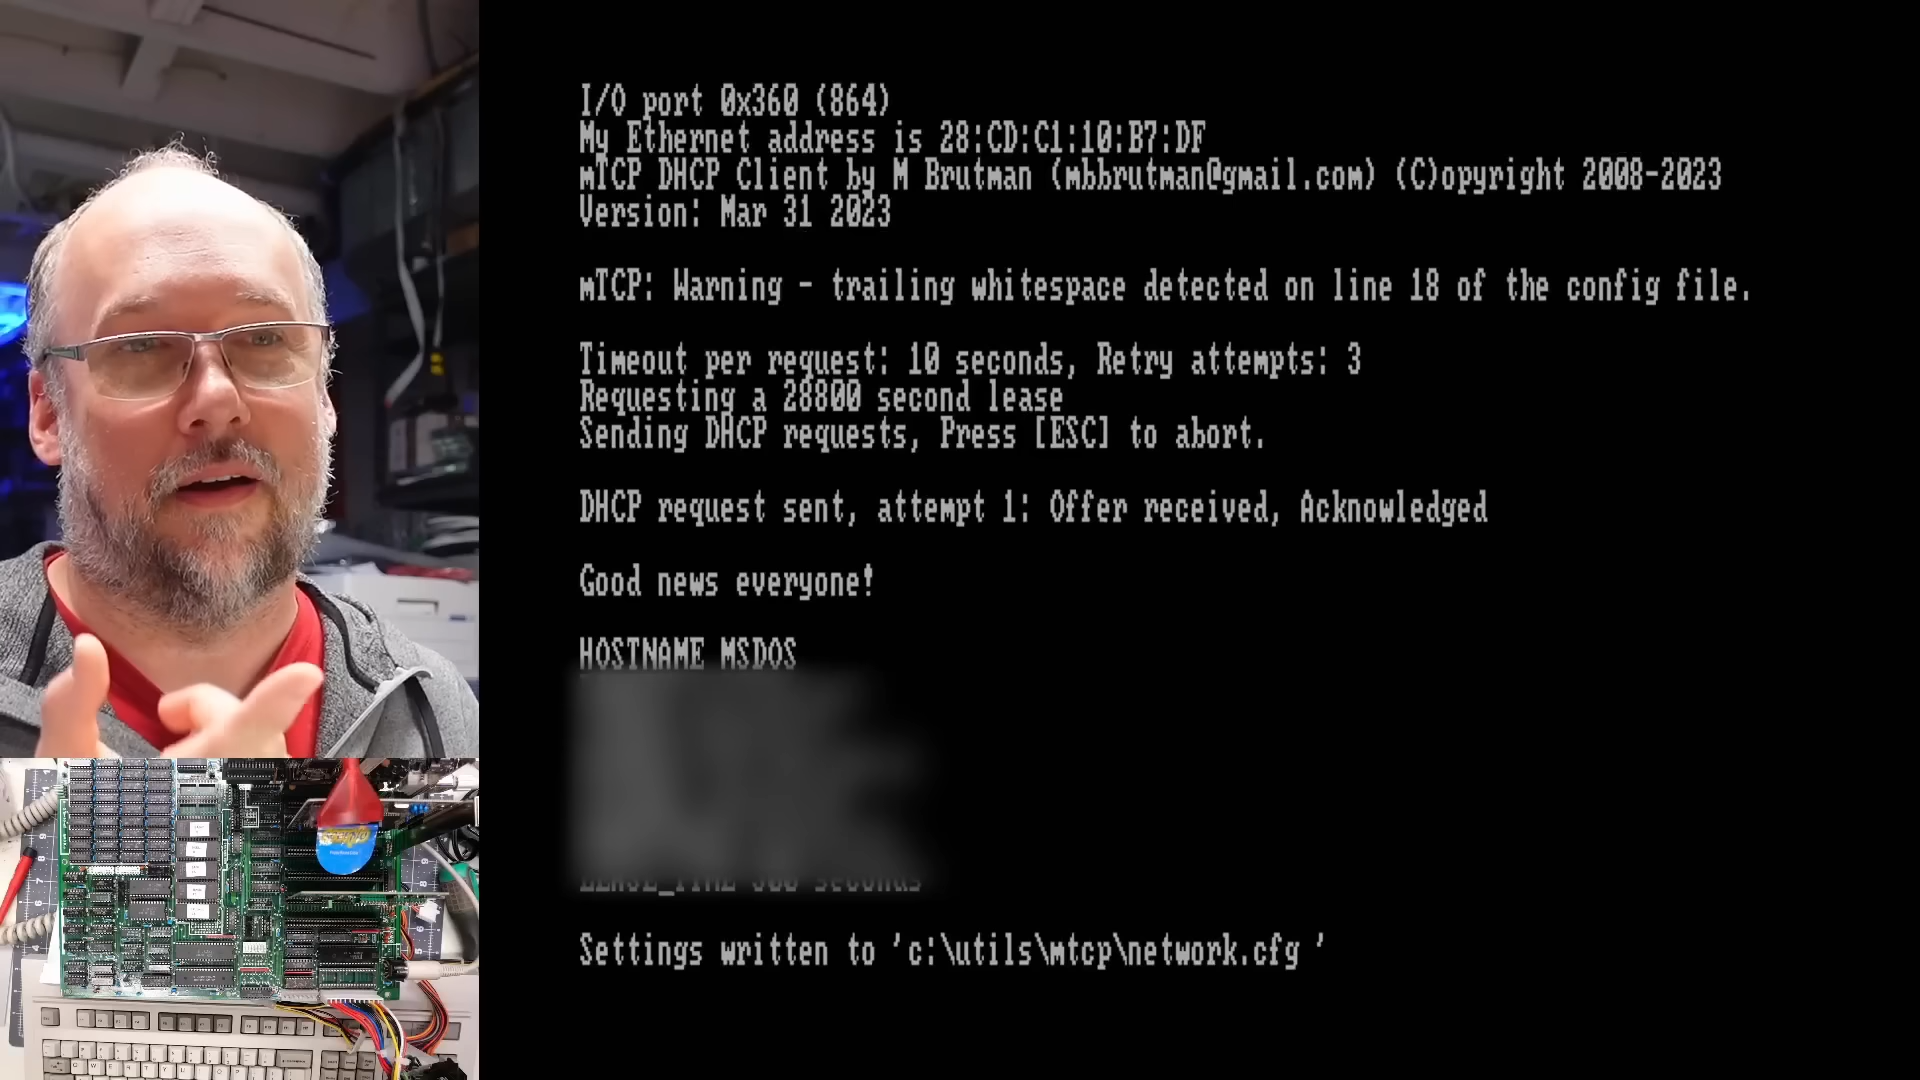 I/O port 0x360 (864)
My Ethernet address is 28:CD:C1:10:B7:DF
mTCP DHCP Client by M Brutman (mbbrutman@gmail.com) (C)opyright 2008-2023
Version: Mar 31 2023
mTCP: Warning - trailing whitespace detected on line 18 of the config file.
Timeout per request: 10 seconds, Retry attempts: 3
Requesting a 28800 second lease
Sending DHCP requests, Press [ESC] to abort.
DHCP request sent, attempt 1: Offer received, Acknowledged
Good news everyone!
HOSTNAME MSDOS
seconds
Settings written to 'c:\utils\mtcp\network.cfg '